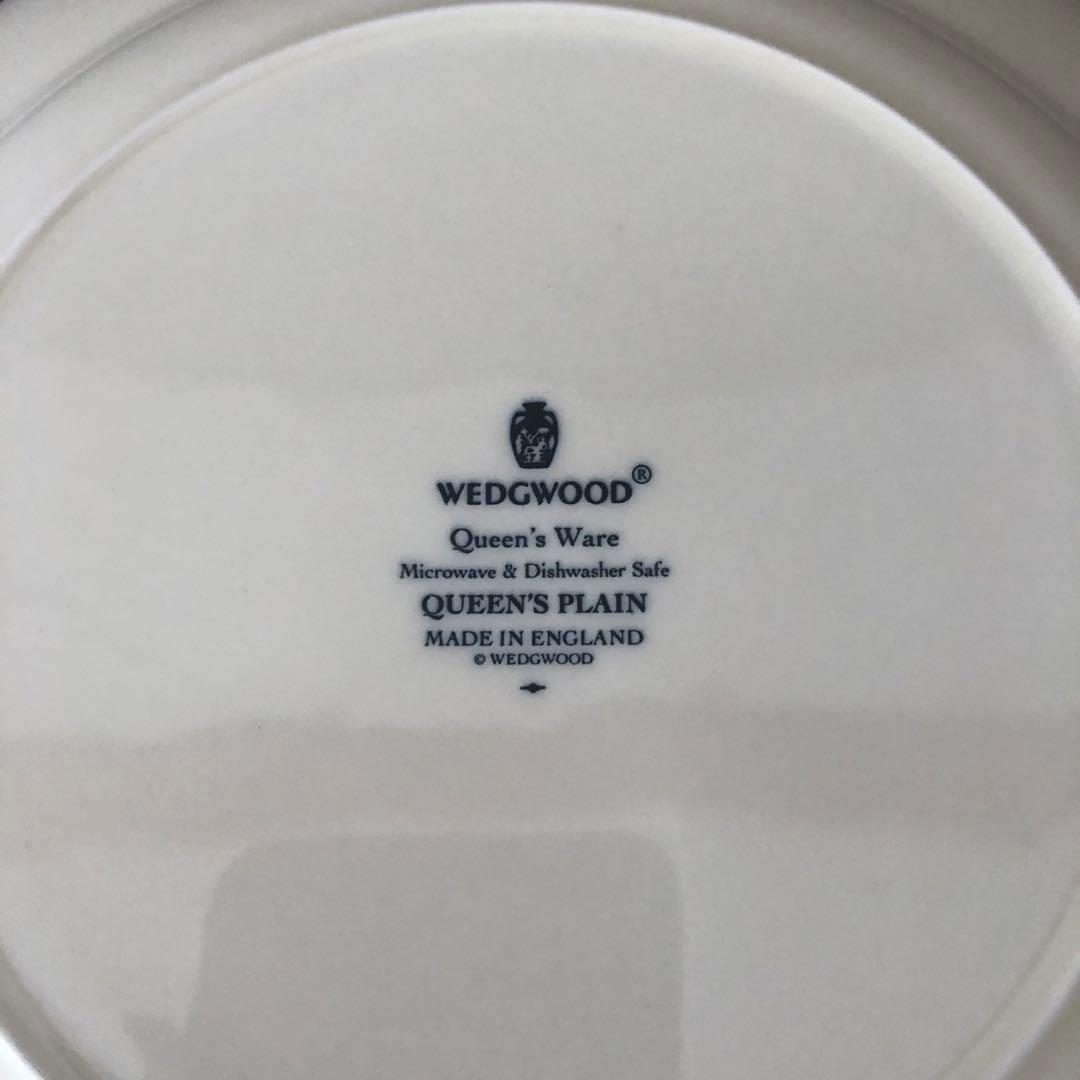 WEDGWOOD®
Queen's Ware
Microwave & Dishwasher Safe
QUEEN'S PLAIN
MADE IN ENGLAND
© WEDGWOOD